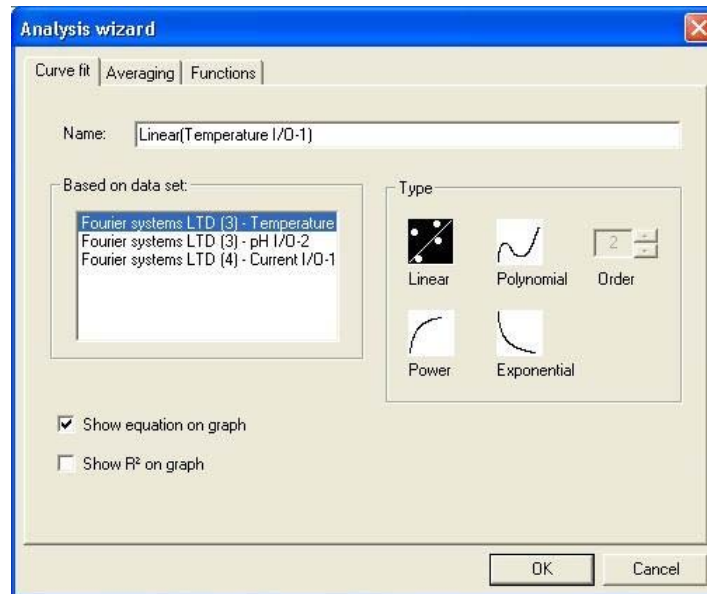 Analysis wizard
Curve fit Averaging Functions
Name: Linear(Temperature I/O-1)
Based on data set:
Fourier systems LTD (3) - Temperature
Fourier systems LTD (3) - pH I/O-2
Fourier systems LTD (4) - Current I/O-1
Type
2
Linear Polynomial Order
Power Exponential
Show equation on graph
Show R² on graph
OK Cancel